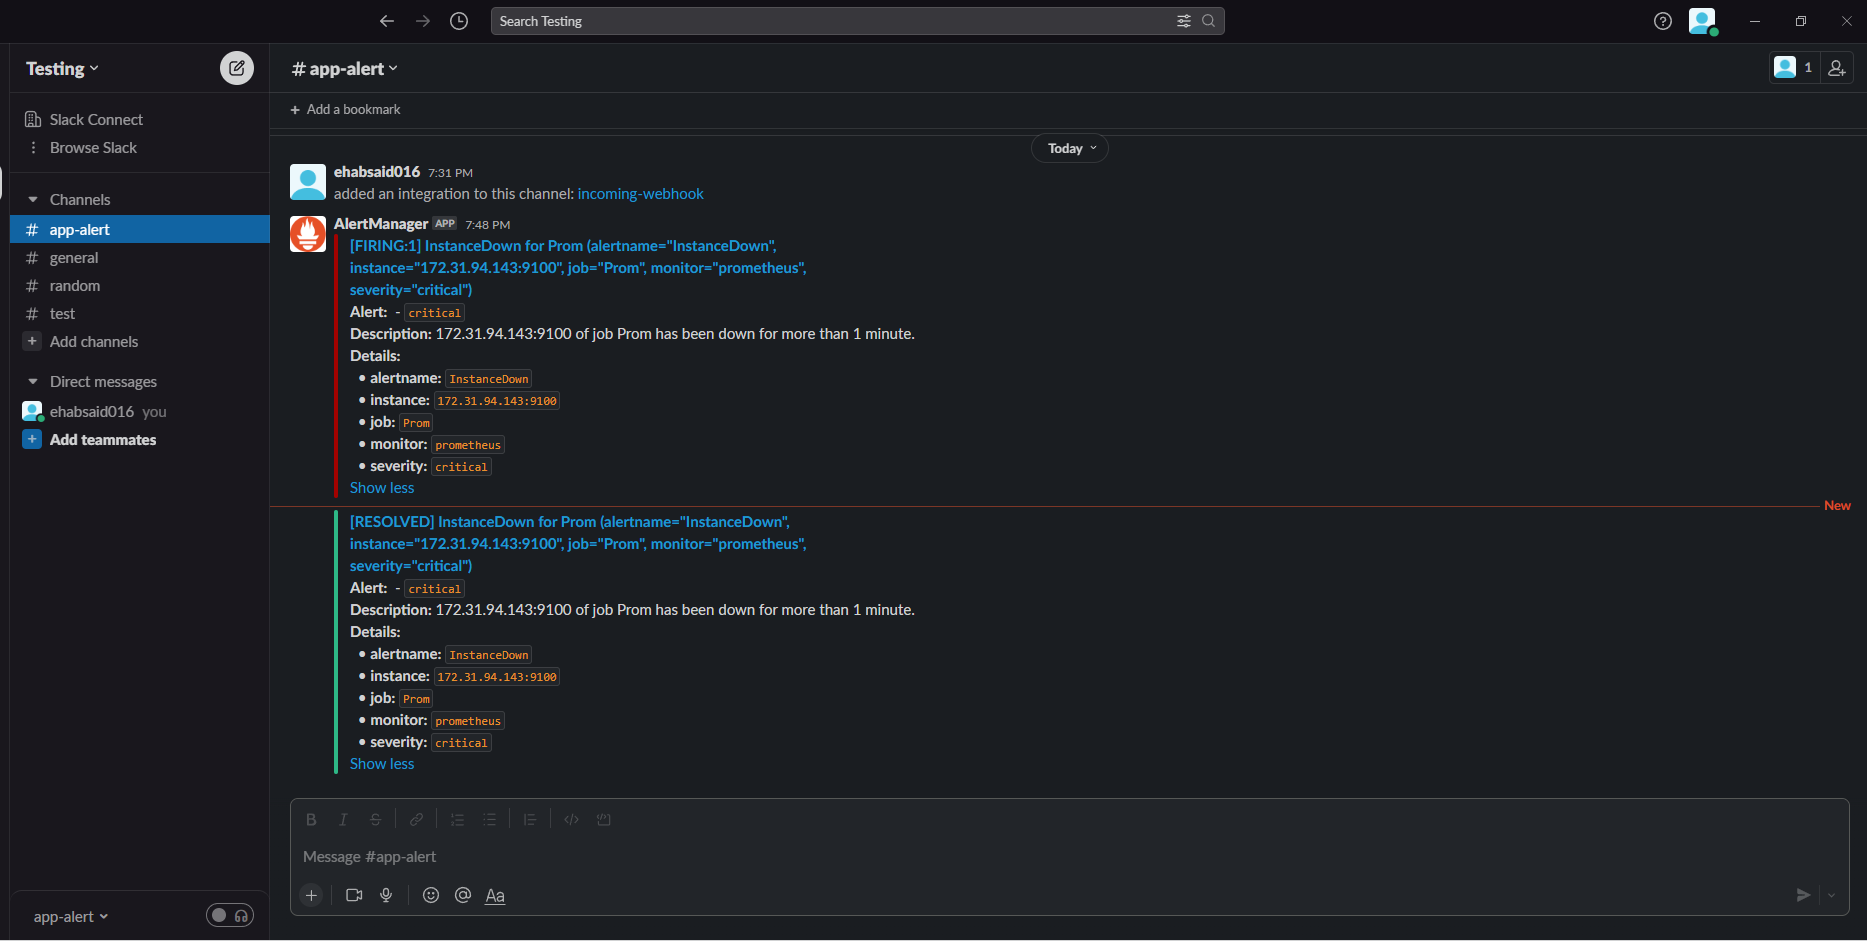 Search Testing
Testing
# app-alert
1
Slack Connect
Browse Slack
+ Add a bookmark
Channels
# app-alert
# general
# random
# test
+ Add channels
Direct messages
ehabsaid016 you
+ Add teammates
Today
ehabsaid016 7:31 PM
added an integration to this channel: incoming-webhook
AlertManager APP 7:48 PM
[FIRING:1] InstanceDown for Prom (alertname="InstanceDown",
instance="172.31.94.143:9100", job="Prom", monitor="prometheus",
severity="critical")
Alert: - critical
Description: 172.31.94.143:9100 of job Prom has been down for more than 1 minute.
Details:
• alertname: InstanceDown
• instance: 172.31.94.143:9100
• job: Prom
• monitor: prometheus
• severity: critical
Show less
New
[RESOLVED] InstanceDown for Prom (alertname="InstanceDown",
instance="172.31.94.143:9100", job="Prom", monitor="prometheus",
severity="critical")
Alert: - critical
Description: 172.31.94.143:9100 of job Prom has been down for more than 1 minute.
Details:
• alertname: InstanceDown
• instance: 172.31.94.143:9100
• job: Prom
• monitor: prometheus
• severity: critical
Show less
B I S
Message #app-alert
+ @ Aa
app-alert